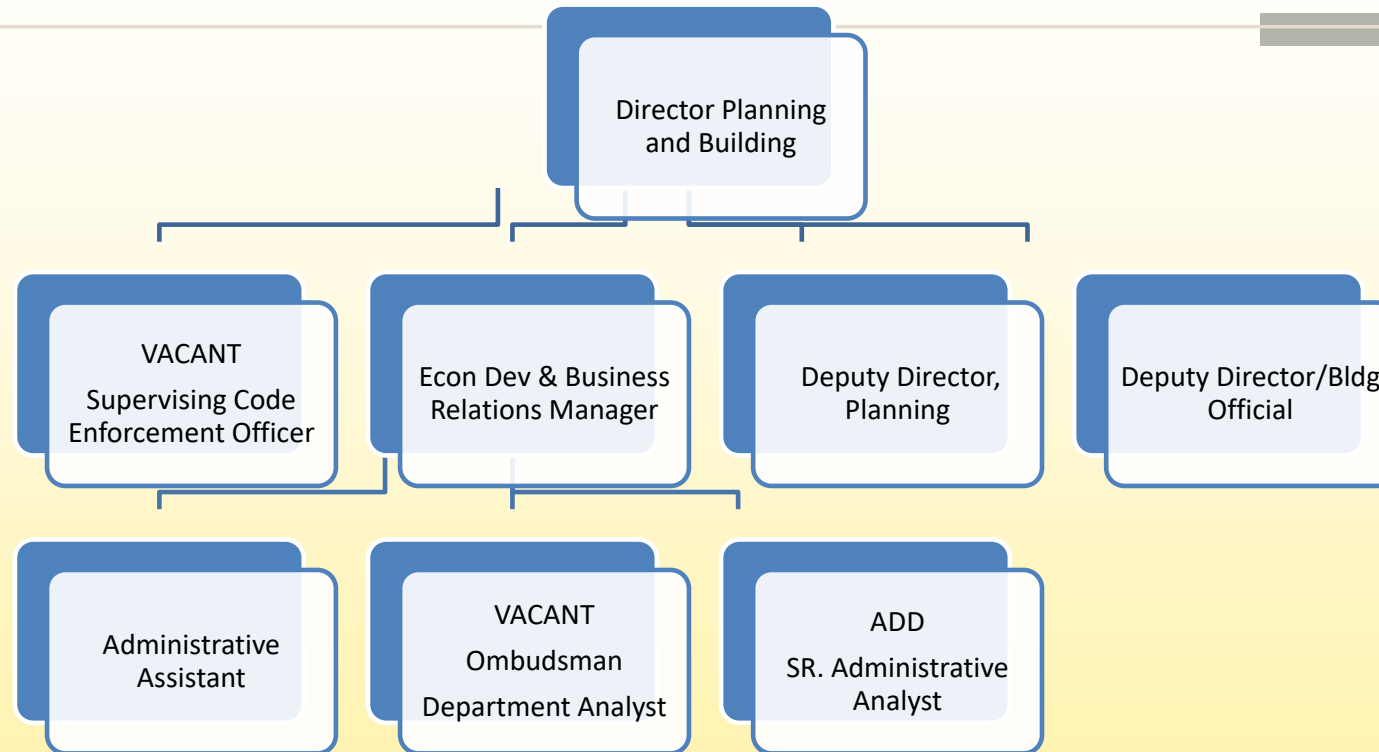 Director Planning
and Building
VACANT
Supervising Code
Enforcement Officer
Econ Dev & Business
Relations Manager
Deputy Director,
Planning
Deputy Director/Bldg
Official
Administrative
Assistant
VACANT
Ombudsman
Department Analyst
ADD
SR. Administrative
Analyst